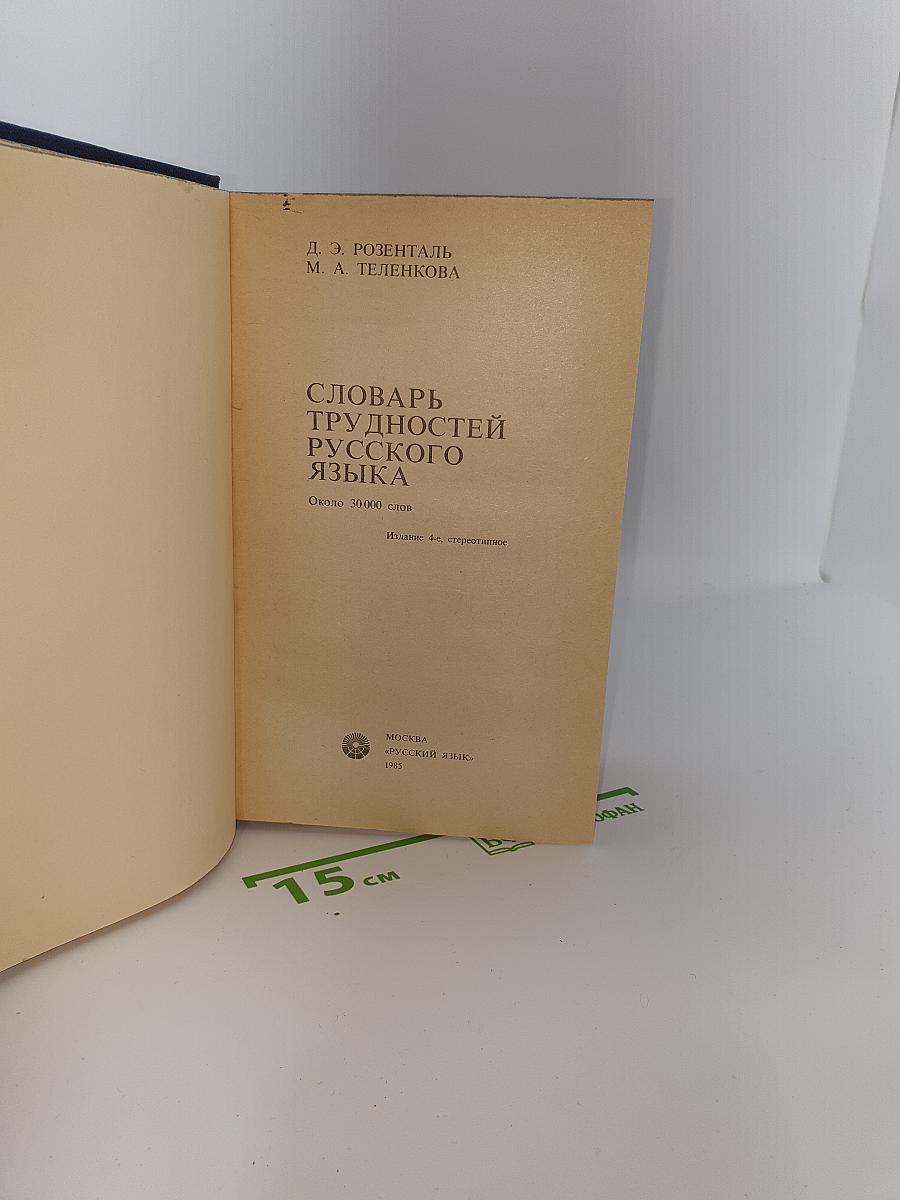 Д. Э. РОЗЕНТАЛЬ
М. А. ТЕЛЕНКОВА
СЛОВАРЬ
ТРУДНОСТЕЙ
РУССКОГО
ЯЗЫКА
Около 30 000 слов
Издание 4-е, стереотипное
МОСКВА
«РУССКИЙ ЯЗЫК»
1985
15 см